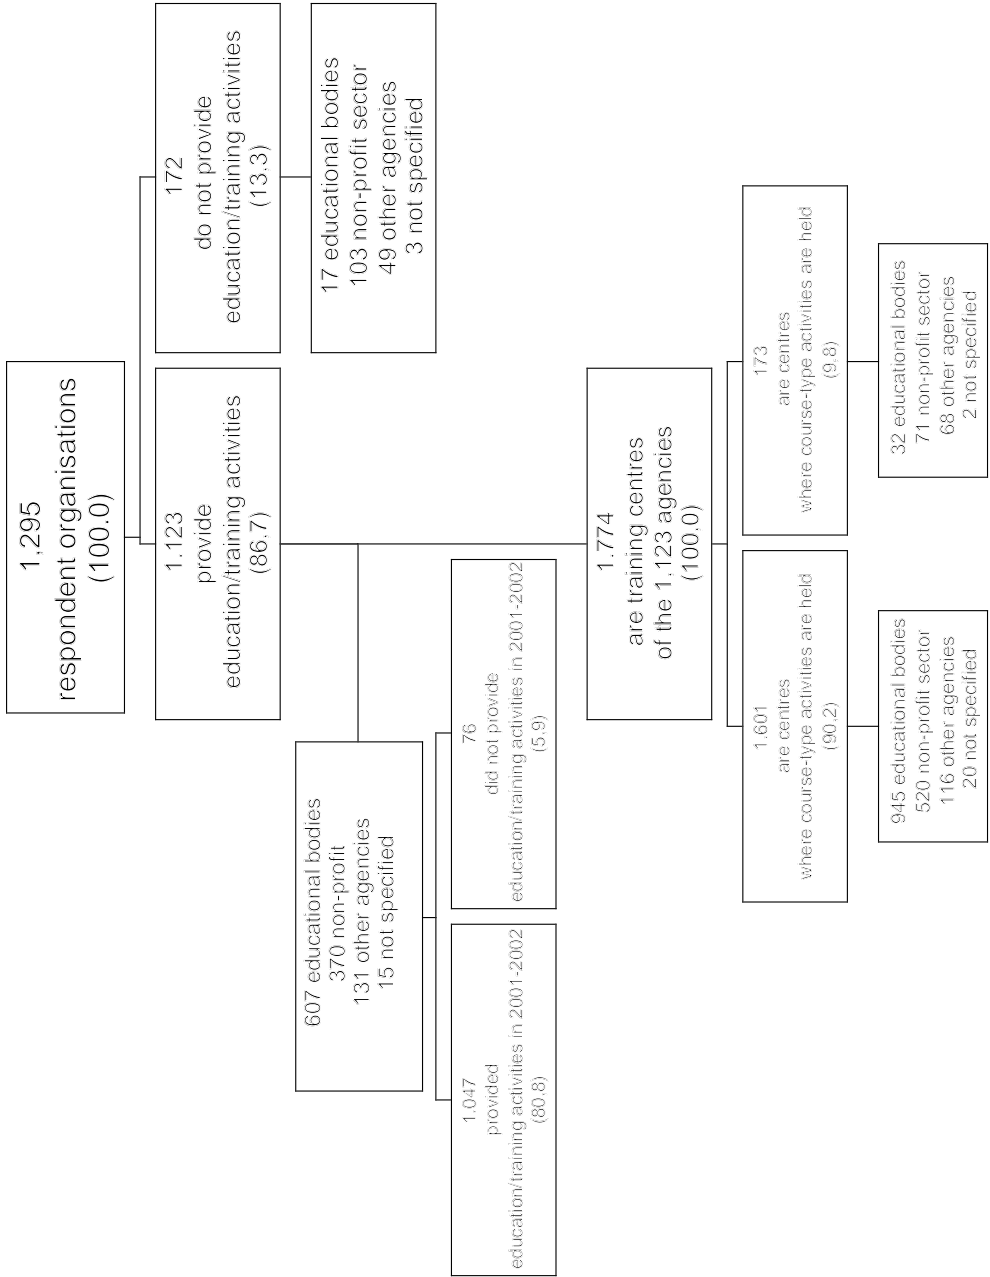 1,295
respondent organisations
(100.0)
1.123
provide
education/training activities
(86.7)
172
do not provide
education/training activities
(13.3)
17 educational bodies
103 non-profit sector
49 other agencies
3 not specified
607 educational bodies
370 non-profit
131 other agencies
15 not specified
1.047
provided
education/training activities in 2001-2002
(80.8)
76
did not provide
education/training activities in 2001-2002
(5.9)
1.774
are training centres
of the 1,123 agencies
(100.0)
1.601
are centres
where course-type activities are held
(90,2)
173
are centres
where course-type activities are held
(9,8)
945 educational bodies
520 non-profit sector
116 other agencies
20 not specified
32 educational bodies
71 non-profit sector
68 other agencies
2 not specified